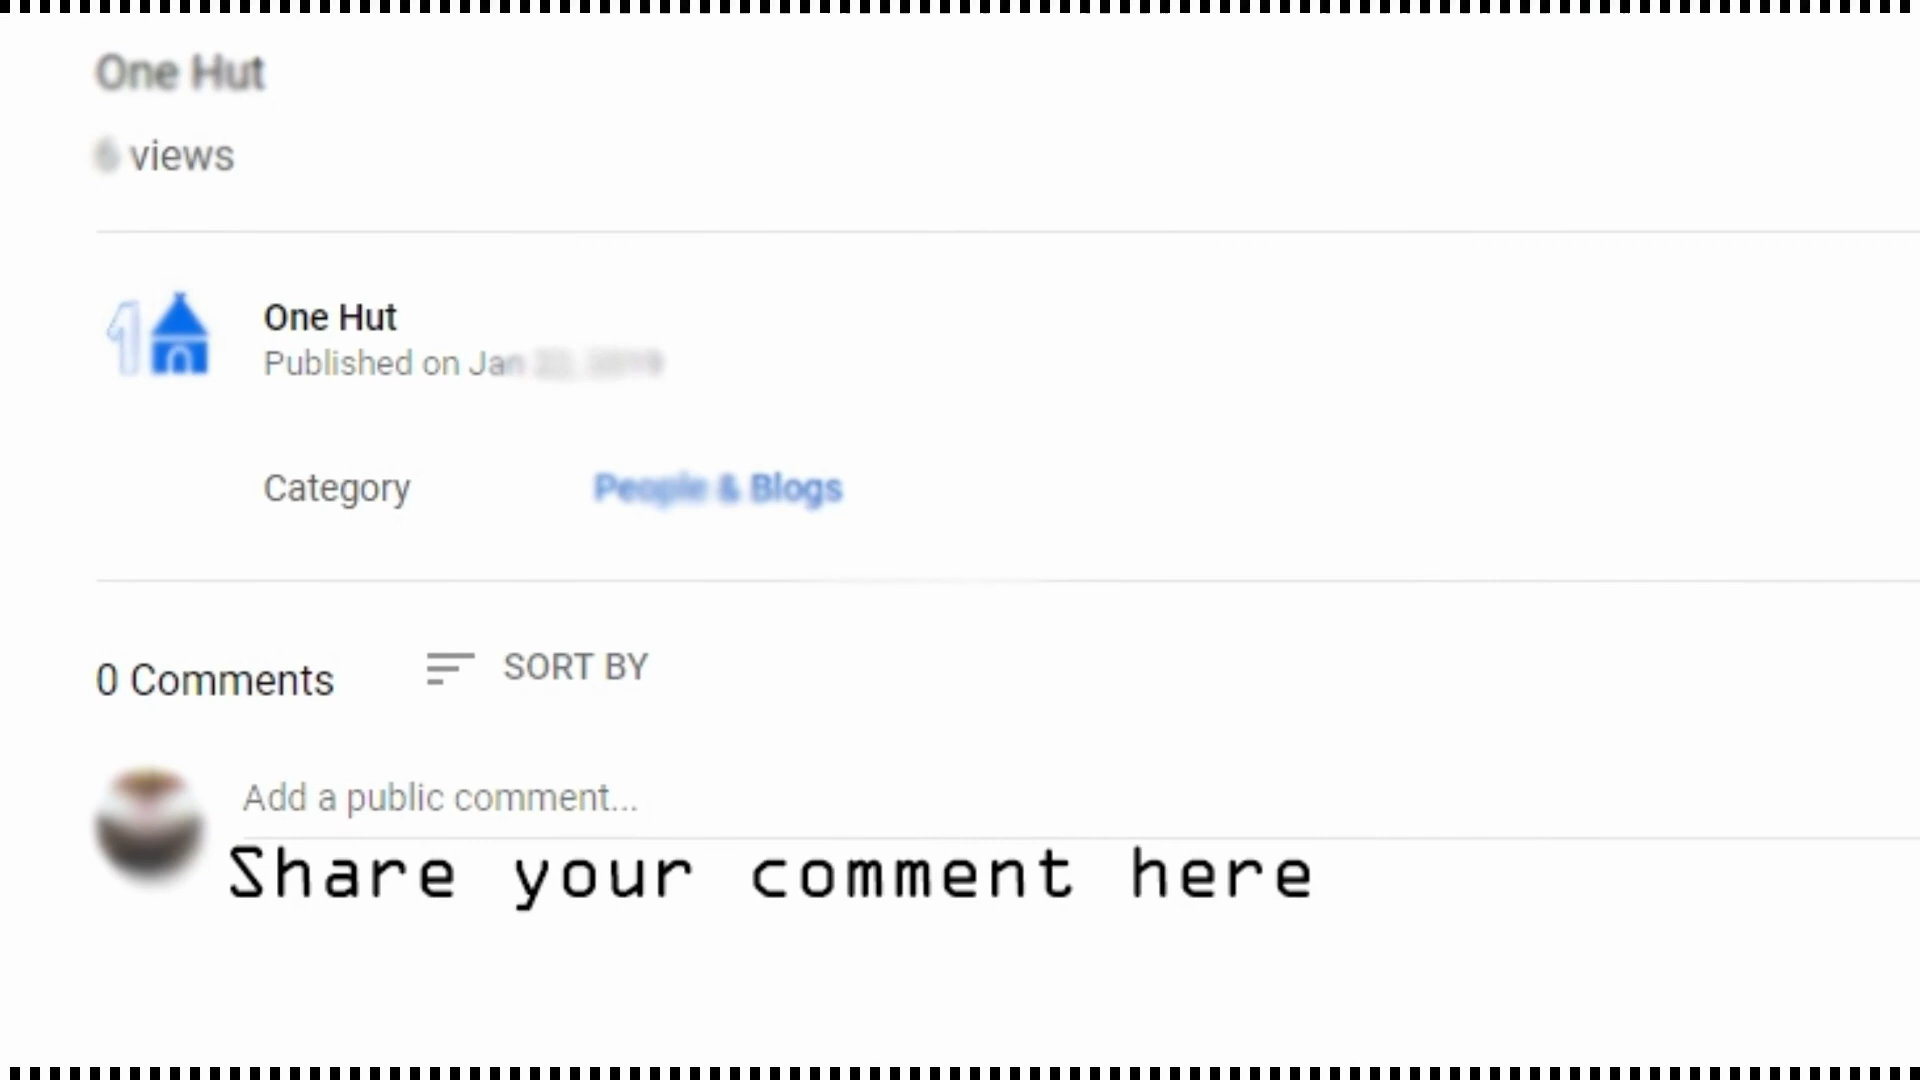 One Hut
views
1
One Hut
Published on Jan
Category People & Blogs
0 Comments SORT BY
Add a public comment...
Share your comment here